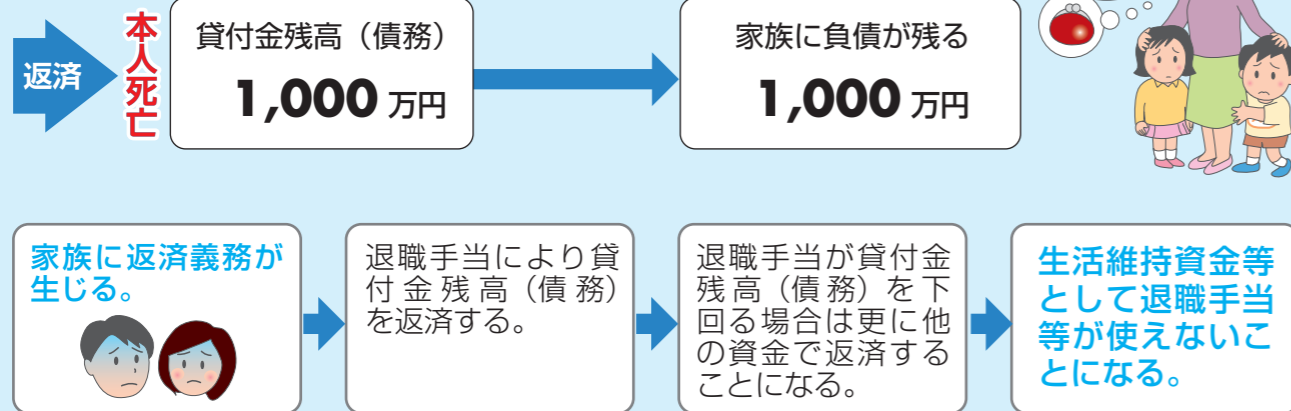 返済
本人死亡
貸付金残高（債務）
1,000 万円
家族に負債が残る
1,000 万円
家族に返済義務が
生じる。
退職手当により貸
付金残高（債務）
を返済する。
退職手当が貸付金
残高（債務）を下
回る場合は更に他
の資金で返済する
ことになる。
生活維持資金等
として退職手当
等が使えないこ
とになる。